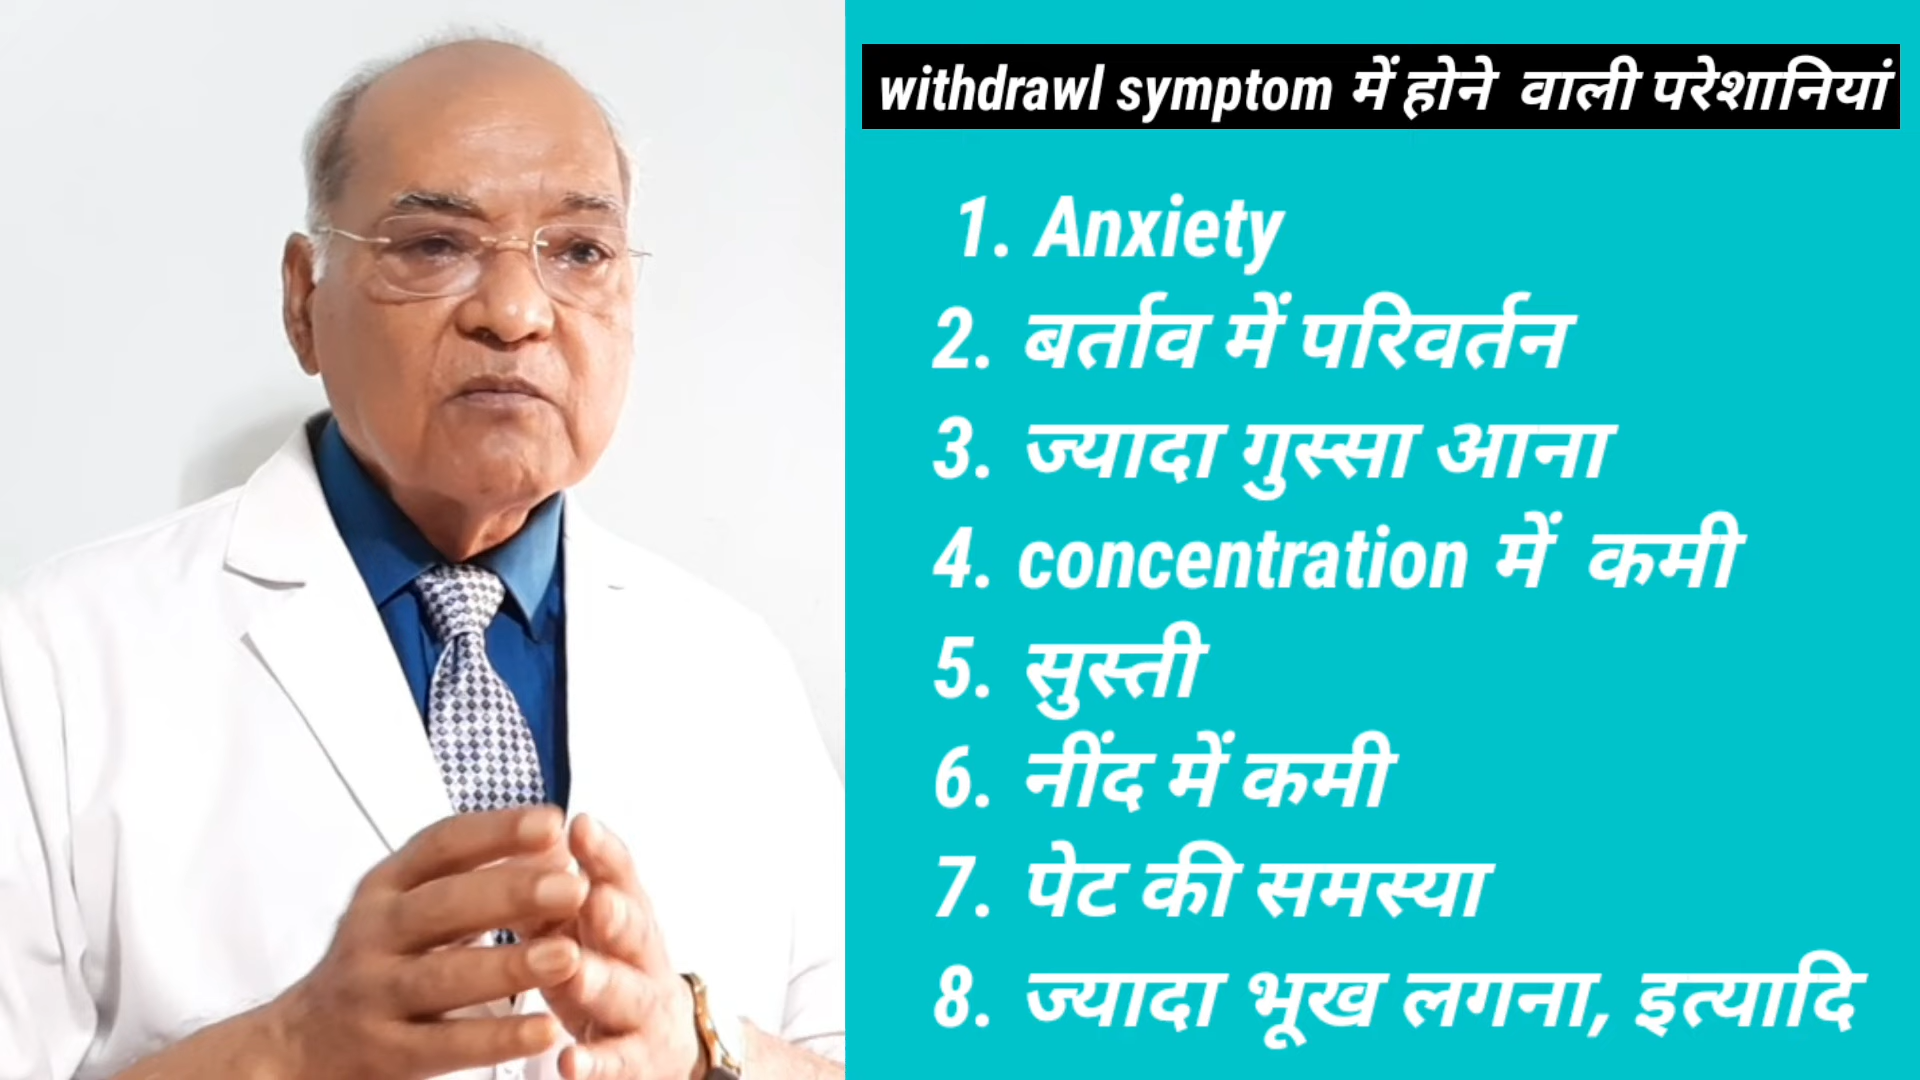 withdrawl symptom में होने वाली परेशानियां
1. Anxiety
2. बर्ताव में परिवर्तन
3. ज्यादा गुस्सा आना
4. concentration में कमी
5. सुस्ती
6. नींद में कमी
7. पेट की समस्या
8. ज्यादा भूख लगना, इत्यादि